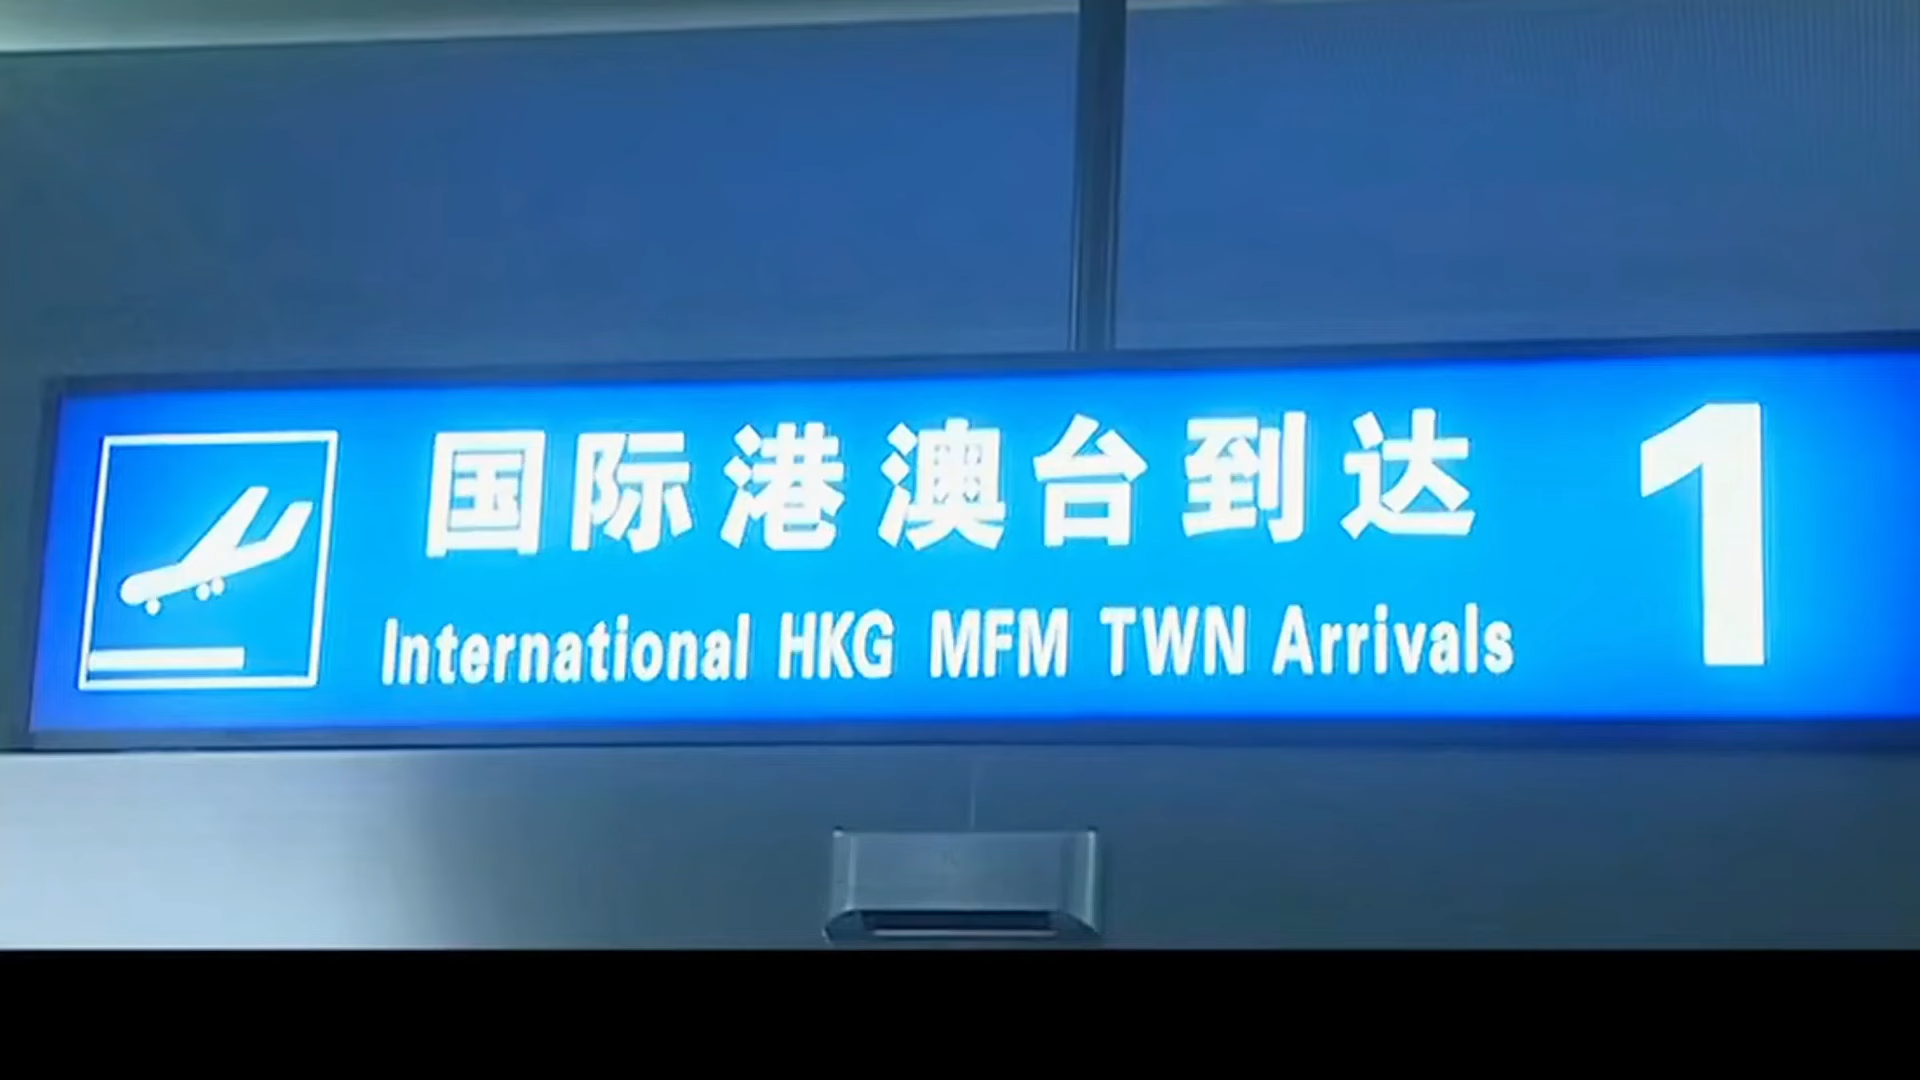 国际港澳台到达
International HKG MFM TWN Arrivals
1